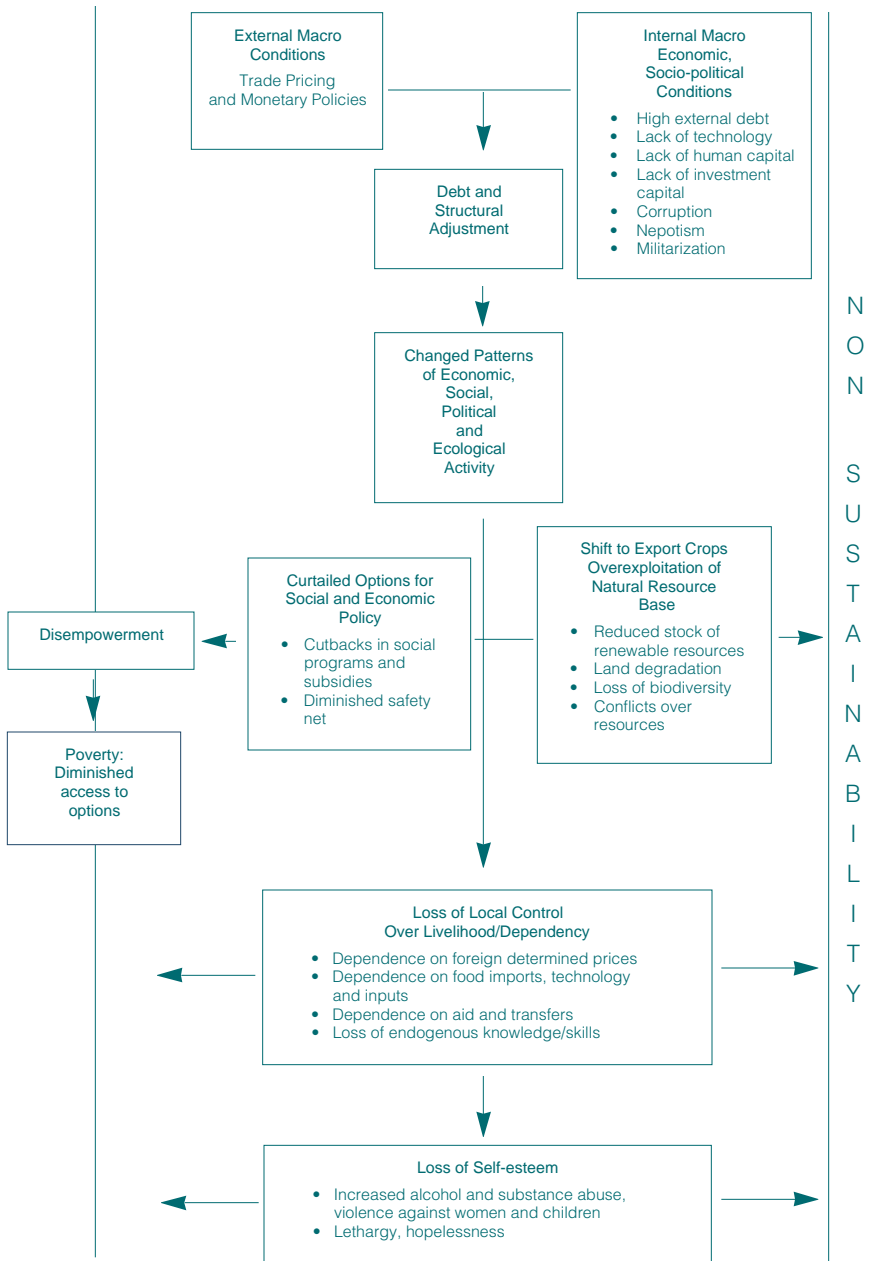 External Macro
Conditions
Trade Pricing
and Monetary Policies
Internal Macro
Economic,
Socio-political
Conditions
• High external debt
• Lack of technology
• Lack of human capital
• Lack of investment
capital
• Corruption
• Nepotism
• Militarization
Debt and
Structural
Adjustment
Changed Patterns
of Economic,
Social,
Political
and
Ecological
Activity
Curtailed Options for
Social and Economic
Policy
• Cutbacks in social
programs and
subsidies
• Diminished safety
net
Shift to Export Crops
Overexploitation of
Natural Resource
Base
• Reduced stock of
renewable resources
• Land degradation
• Loss of biodiversity
• Conflicts over
resources
Disempowerment
Poverty:
Diminished
access to
options
Loss of Local Control
Over Livelihood/Dependency
• Dependence on foreign determined prices
• Dependence on food imports, technology
and inputs
• Dependence on aid and transfers
• Loss of endogenous knowledge/skills
Loss of Self-esteem
• Increased alcohol and substance abuse,
violence against women and children
• Lethargy, hopelessness
NON SUSTAINABILITY